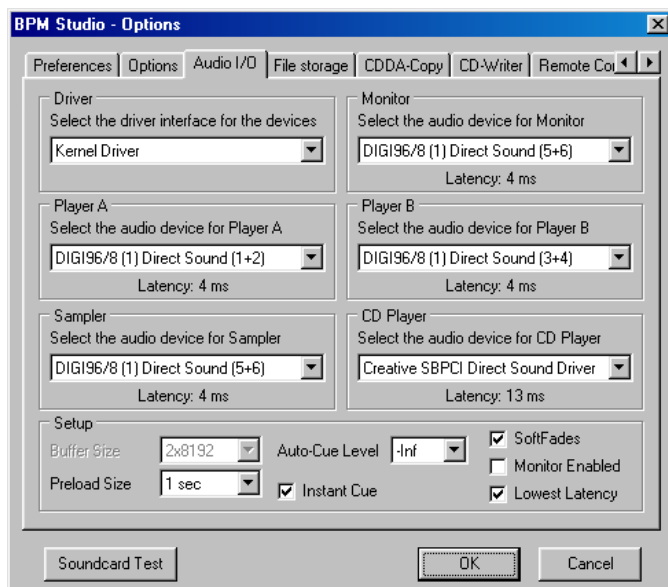 BPM Studio - Options
Preferences Options Audio I/O File storage CDDA-Copy CD-Writer
Driver
Select the driver interface for the devices
Kernel Driver
Monitor
Select the audio device for Monitor
DIGI96/8 (1) Direct Sound (5+6)
Latency: 4 ms
Player A
Select the audio device for Player A
DIGI96/8 (1) Direct Sound (1+2)
Latency: 4 ms
Player B
Select the audio device for Player B
DIGI96/8 (1) Direct Sound (3+4)
Latency: 4 ms
Sampler
Select the audio device for Sampler
DIGI96/8 (1) Direct Sound (5+6)
Latency: 4 ms
CD Player
Select the audio device for CD Player
Creative SBPCI Direct Sound Driver
Latency: 13 ms
Setup
Buffer Size 2x8192
Preload Size 1 sec
Auto-Cue Level -Inf
Instant Cue
SoftFades
Monitor Enabled
Lowest Latency
Soundcard Test OK Cancel